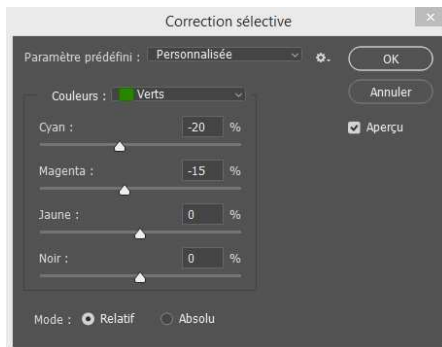 Correction sélective
Paramètre prédéfini : Personnalisée
OK
Couleurs : Verts
Annuler
Cyan : -20 %
Aperçu
Magenta : -15 %
Jaune : 0 %
Noir : 0 %
Mode : Relatif Absolu